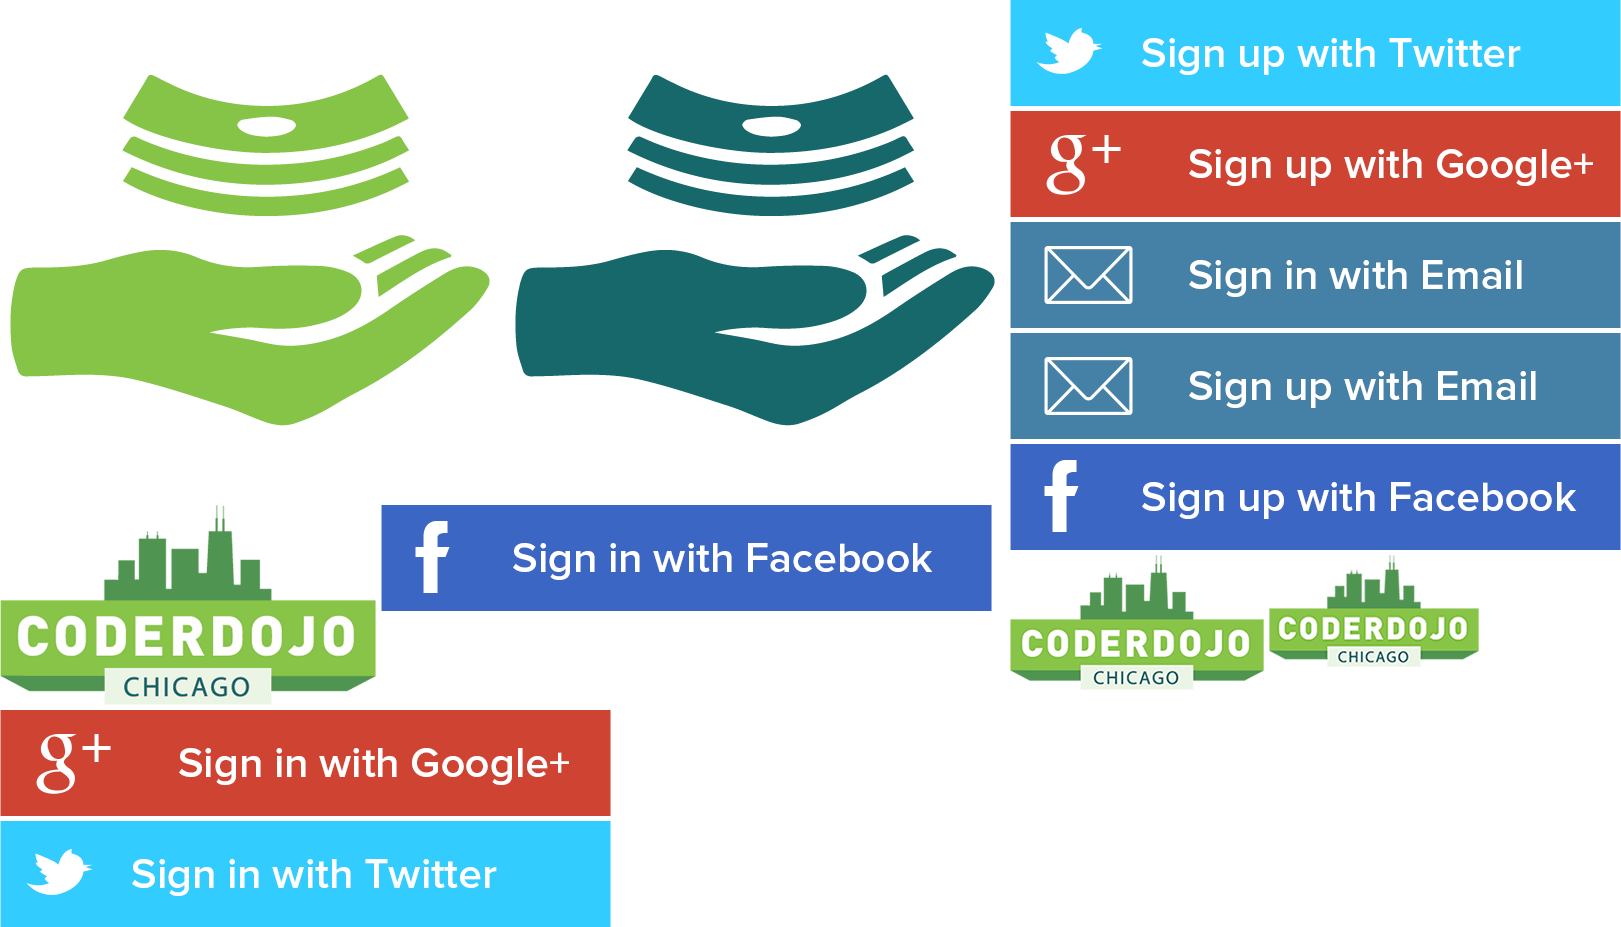 Sign up with Twitter
g+ Sign up with Google+
Sign in with Email
Sign up with Email
f Sign up with Facebook
f Sign in with Facebook
CODERDOJO
CHICAGO
CODERDOJO
CHICAGO
CODERDOJO
CHICAGO
g+ Sign in with Google+
Sign in with Twitter